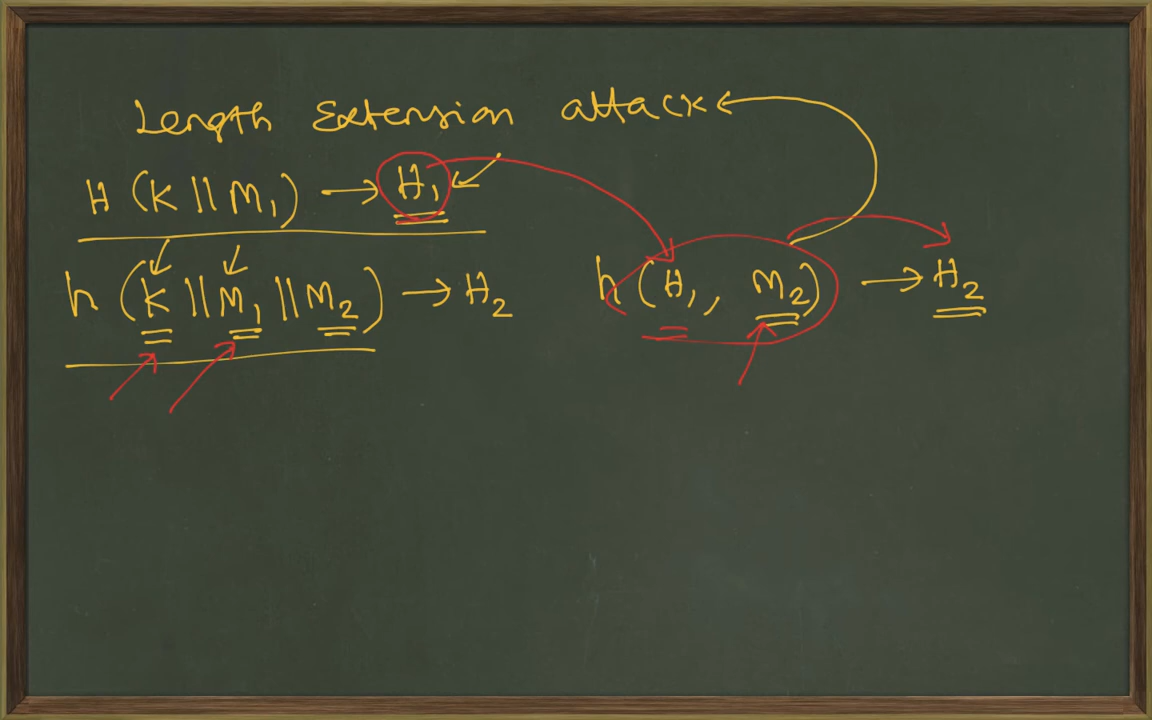 Length Extension attack
H (K || M₁) → H₁
h (K || M₁ || M₂) → H₂
h (H₁, M₂) → H₂